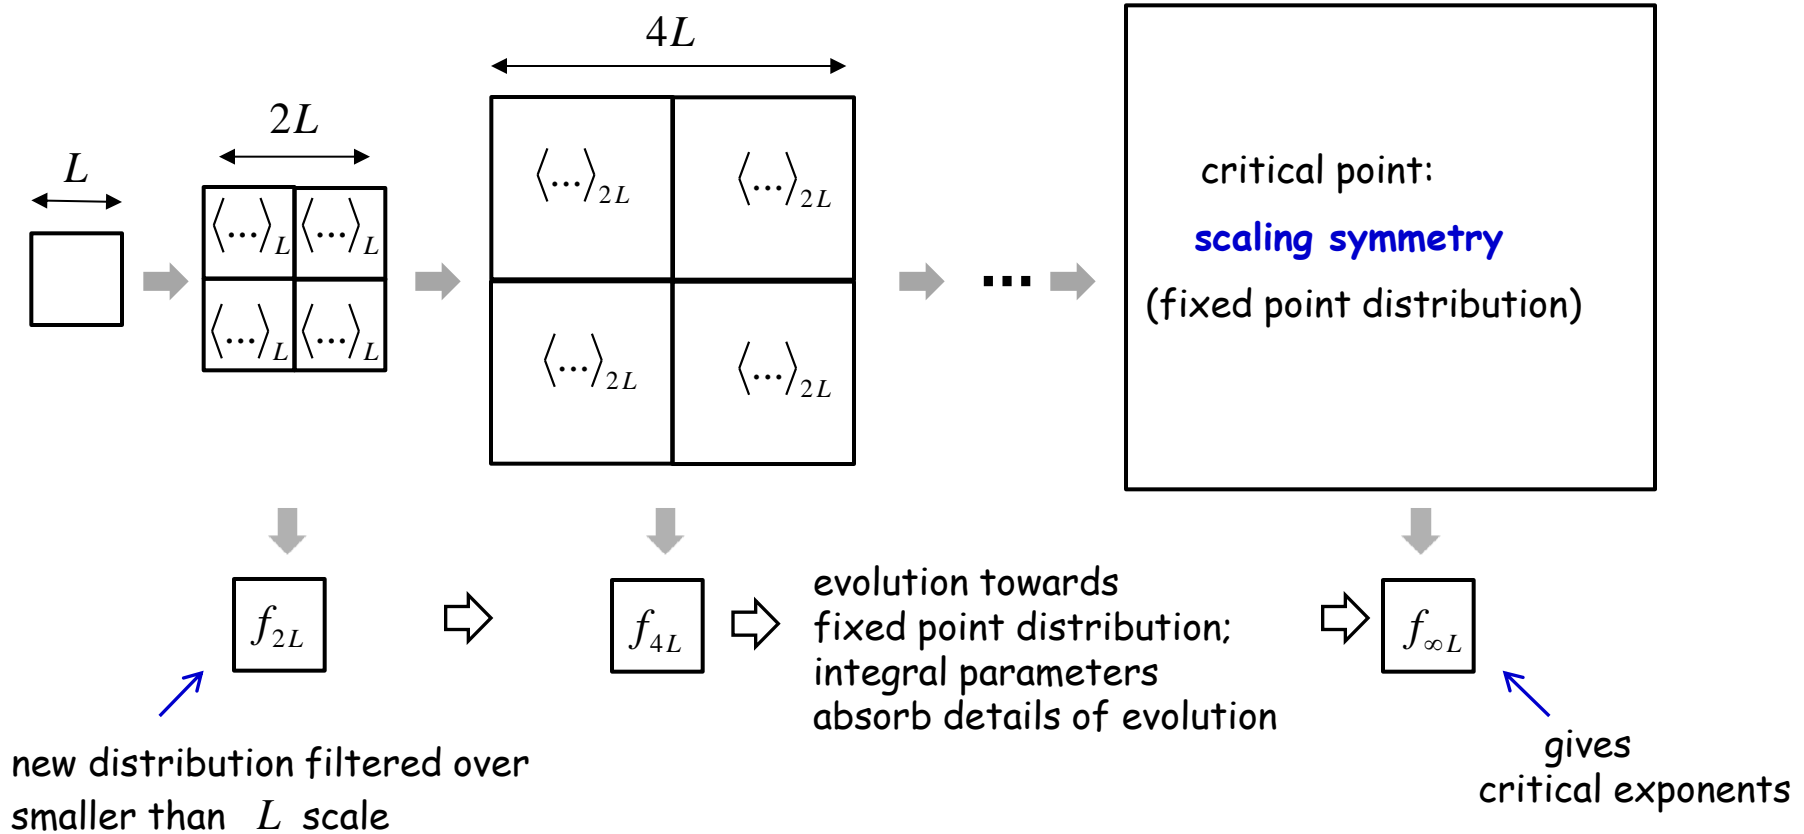 4L
2L
L
⟨...⟩_L ⟨...⟩_L
⟨...⟩_L ⟨...⟩_L
⟨...⟩_{2L} ⟨...⟩_{2L}
⟨...⟩_{2L} ⟨...⟩_{2L}
...
critical point:
scaling symmetry
(fixed point distribution)
f_{2L}
f_{4L}
evolution towards
fixed point distribution;
integral parameters
absorb details of evolution
f_{∞L}
new distribution filtered over
smaller than L scale
gives
critical exponents